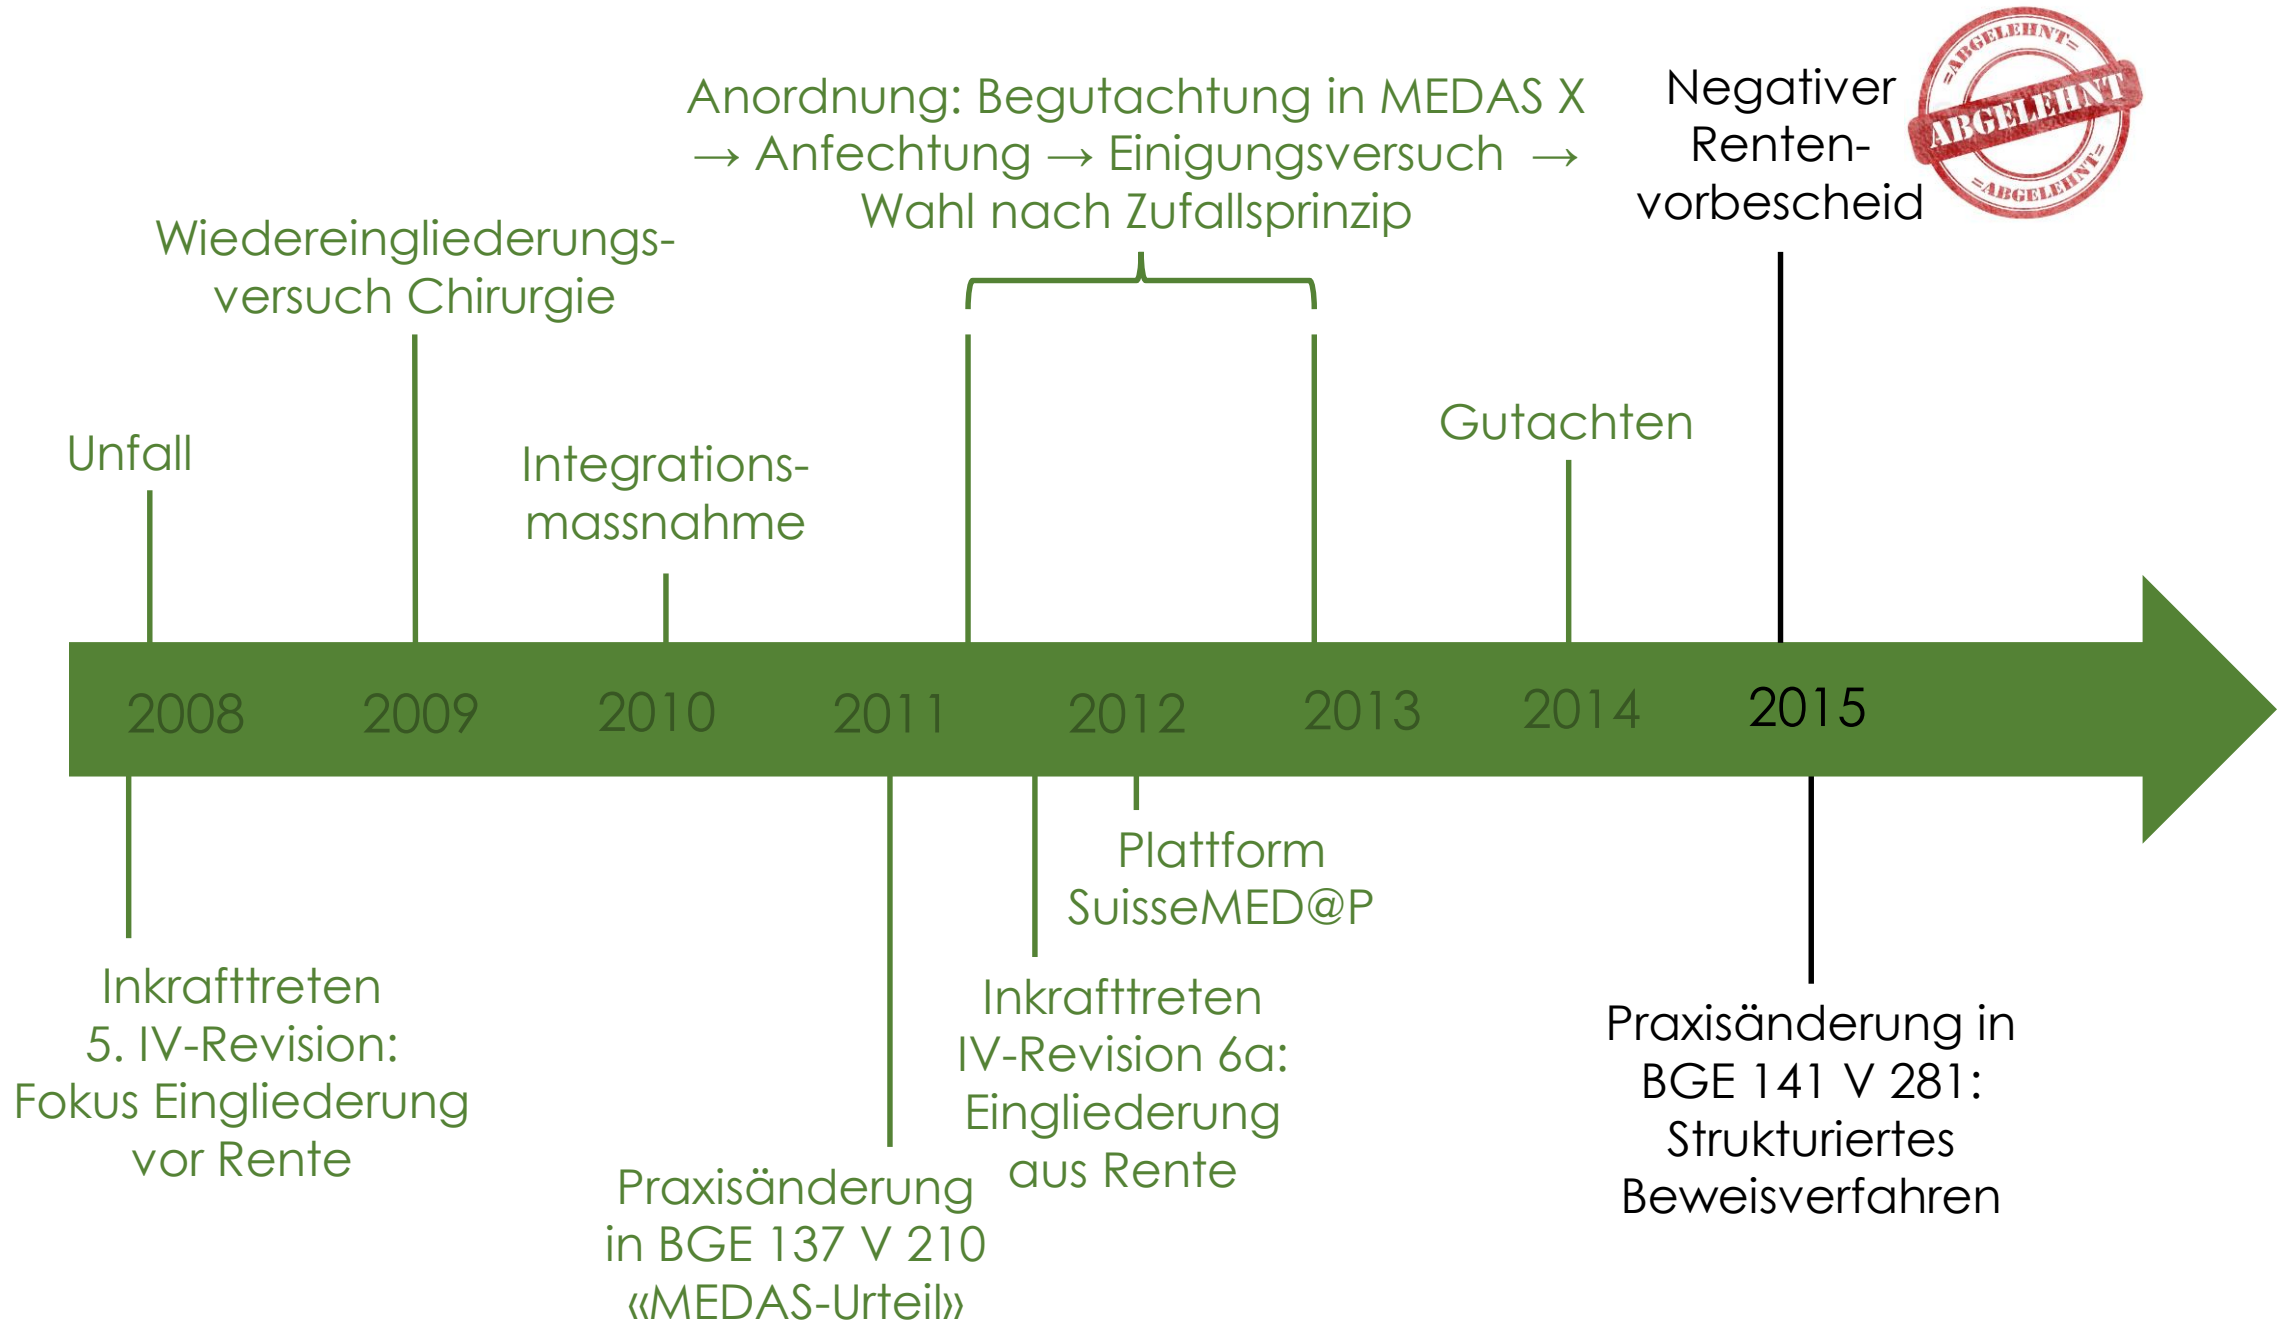 Anordnung: Begutachtung in MEDAS X
→ Anfechtung → Einigungsversuch →
Wahl nach Zufallsprinzip
Negativer
Renten-
vorbescheid
=ABGELEHNT=
ABGELEHNT
=ABGELEHNT=
Wiedereingliederungs-
versuch Chirurgie
Unfall
Integrations-
massnahme
Gutachten
2008
2009
2010
2011
2012
2013
2014
2015
Plattform
SuisseMED@P
Inkrafttreten
5. IV-Revision:
Fokus Eingliederung
vor Rente
Praxisänderung
in BGE 137 V 210
«MEDAS-Urteil»
Inkrafttreten
IV-Revision 6a:
Eingliederung
aus Rente
Praxisänderung in
BGE 141 V 281:
Strukturiertes
Beweisverfahren